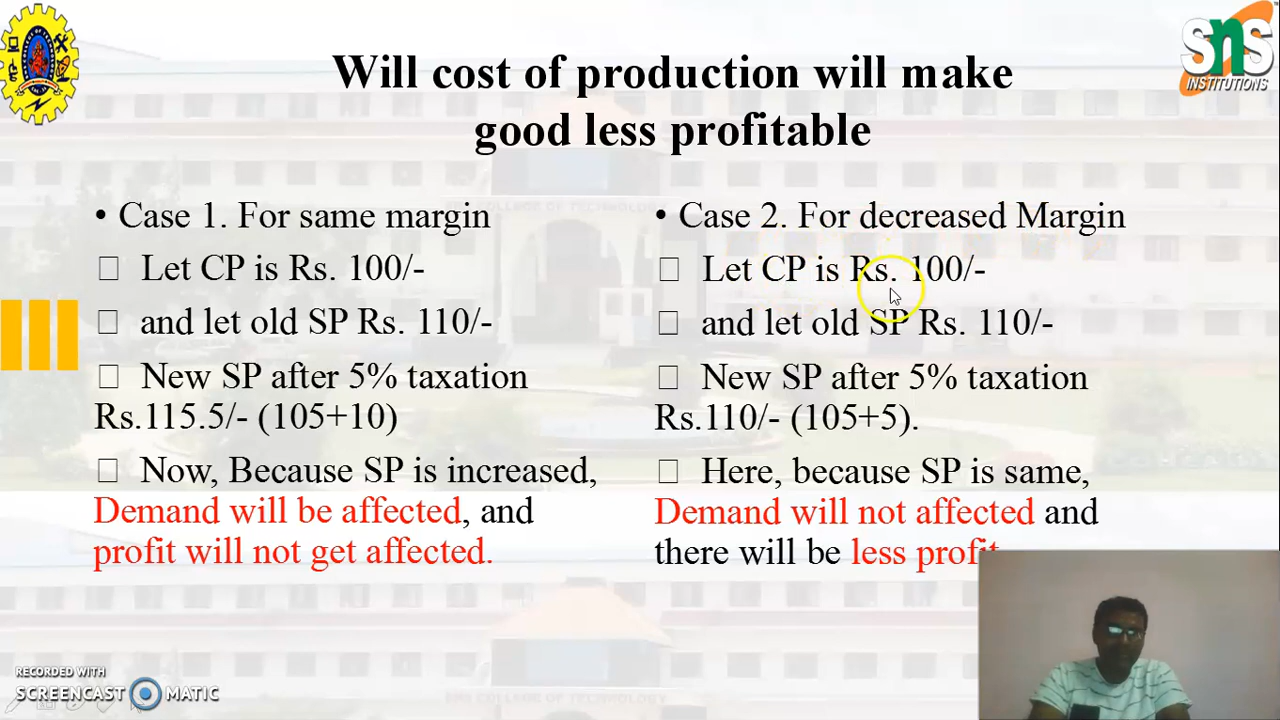 Will cost of production will make
good less profitable
• Case 1. For same margin
Let CP is Rs. 100/-
and let old SP Rs. 110/-
New SP after 5% taxation
Rs.115.5/- (105+10)
Now, Because SP is increased,
Demand will be affected, and
profit will not get affected.
• Case 2. For decreased Margin
Let CP is Rs. 100/-
and let old SP Rs. 110/-
New SP after 5% taxation
Rs.110/- (105+5).
Here, because SP is same,
Demand will not affected and
there will be less profit
SNS
INSTITUTIONS
RECORDED WITH
SCREENCAST MATIC